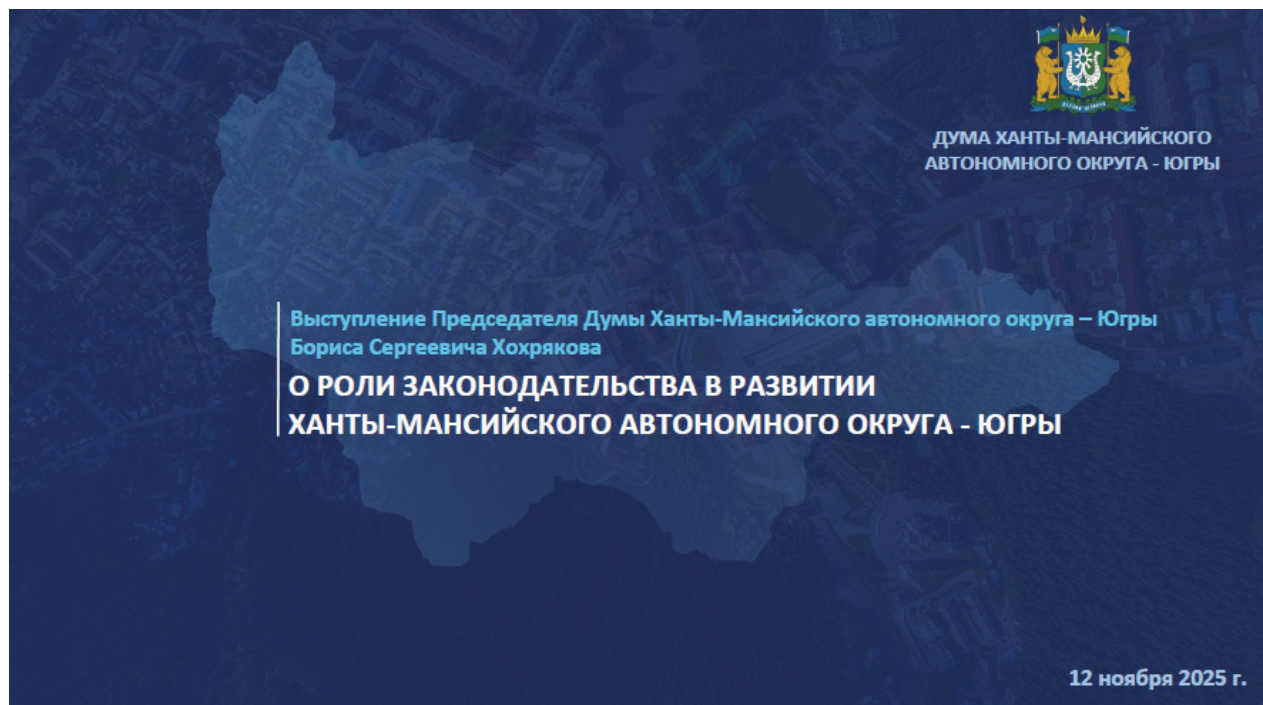 ДУМА ХАНТЫ-МАНСИЙСКОГО
АВТОНОМНОГО ОКРУГА - ЮГРЫ
Выступление Председателя Думы Ханты-Мансийского автономного округа – Югры
Бориса Сергеевича Хохрякова
О РОЛИ ЗАКОНОДАТЕЛЬСТВА В РАЗВИТИИ
ХАНТЫ-МАНСИЙСКОГО АВТОНОМНОГО ОКРУГА - ЮГРЫ
12 ноября 2025 г.